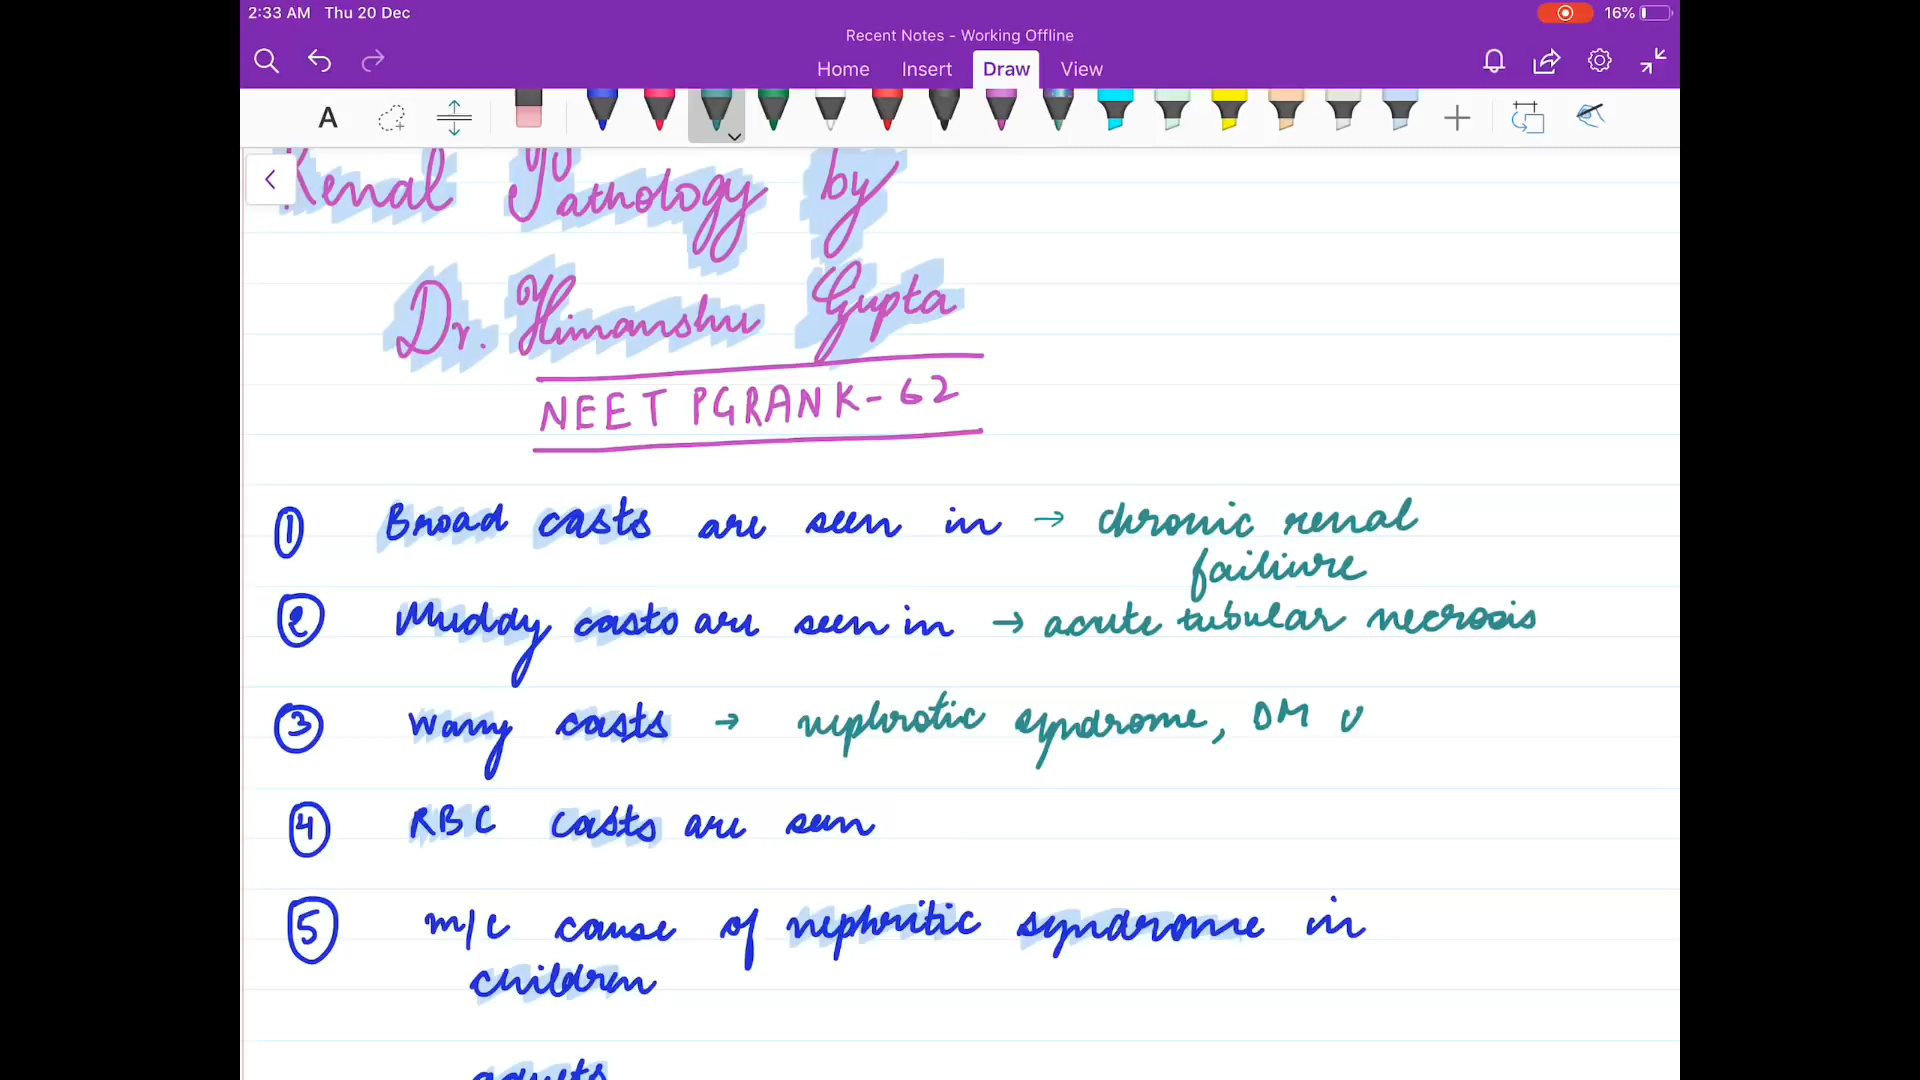 2:33 AM Thu 20 Dec
16%
Recent Notes - Working Offline
Home Insert Draw View
A
Renal Pathology by
Dr. Himanshu Gupta
NEET PG RANK-62
① Broad casts are seen in → chronic renal
failiure
② Muddy casts are seen in → acute tubular necrosis
③ Waxy casts → nephrotic syndrome, DM
④ RBC casts are seen
⑤ m/c cause of nephritic syndrome in
children
adults